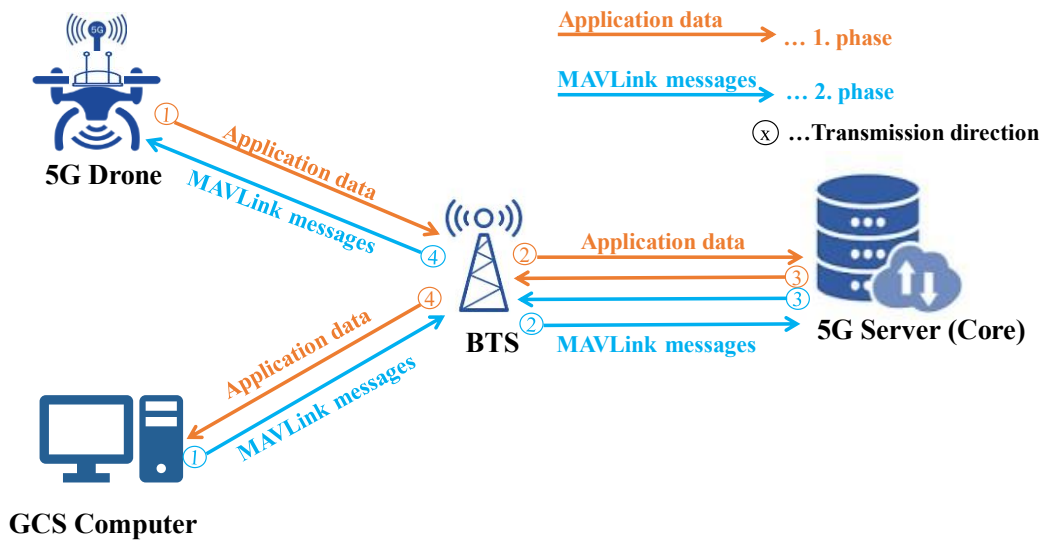 5G
Application data
... 1. phase
MAVLink messages
... 2. phase
x ...Transmission direction
1
Application data
5G Drone
MAVLink messages
4
2
Application data
3
4
3
Application data
2
BTS
MAVLink messages
5G Server (Core)
MAVLink messages
1
GCS Computer